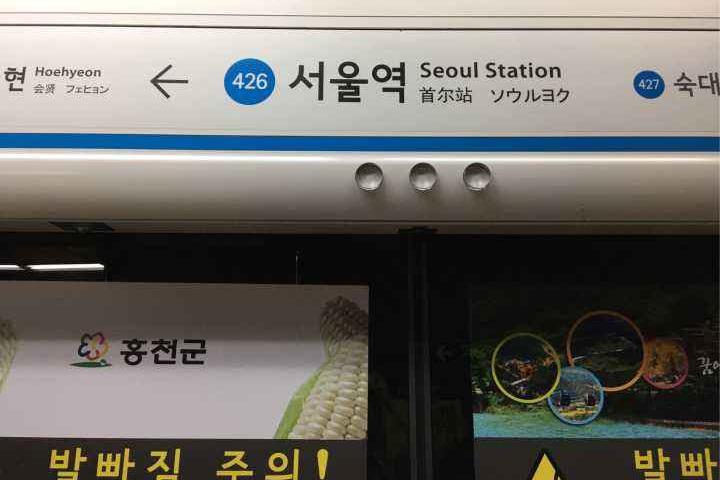 현 Hoehyeon
会贤 フェヒョン
426 서울역 Seoul Station
首尔站 ソウルヨク
427 숙대
홍천군
발빠짐 주의!
발빠